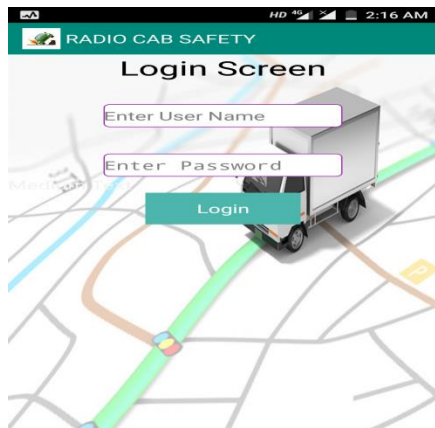 HD 4G 2:16 AM
RADIO CAB SAFETY
Login Screen
Enter User Name
Enter Password
Login
P